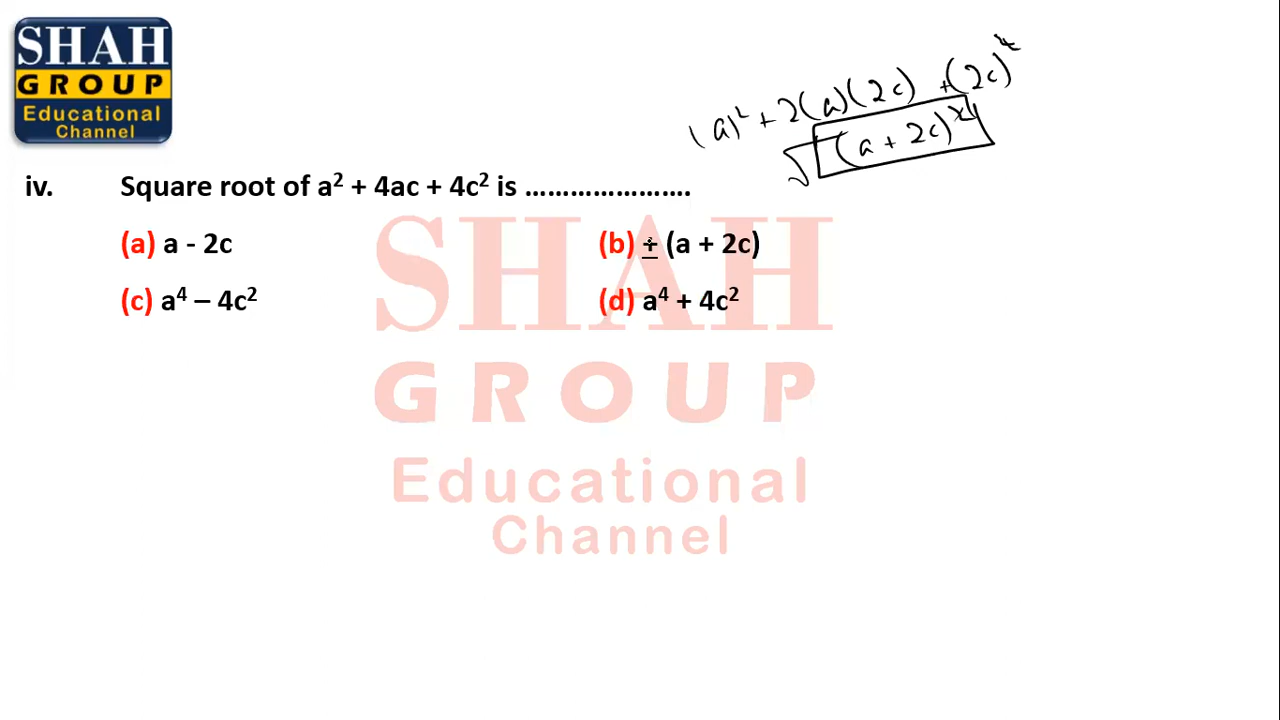 SHAH
GROUP
Educational
Channel
(a)² + 2(a)(2c) + (2c)²
√(a + 2c)²
iv. Square root of a² + 4ac + 4c² is ………………….
(a) a - 2c (b) ± (a + 2c)
(c) a⁴ – 4c² (d) a⁴ + 4c²
SHAH
GROUP
Educational
Channel